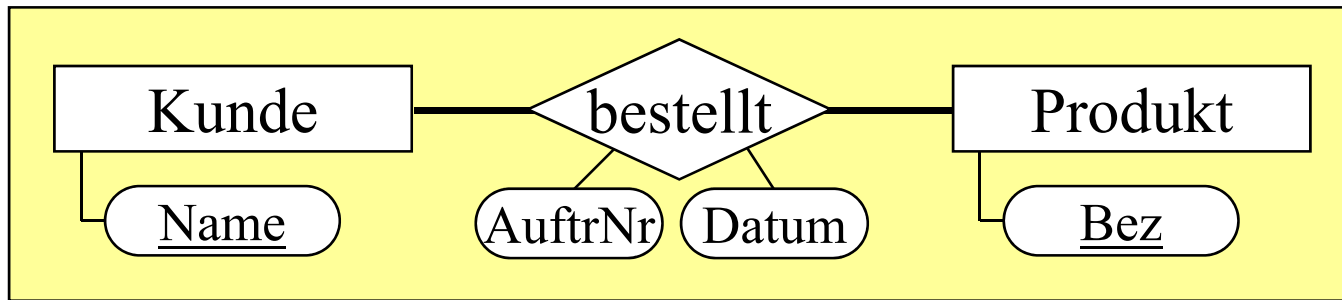 Kunde
bestellt
Produkt
Name
AuftrNr
Datum
Bez